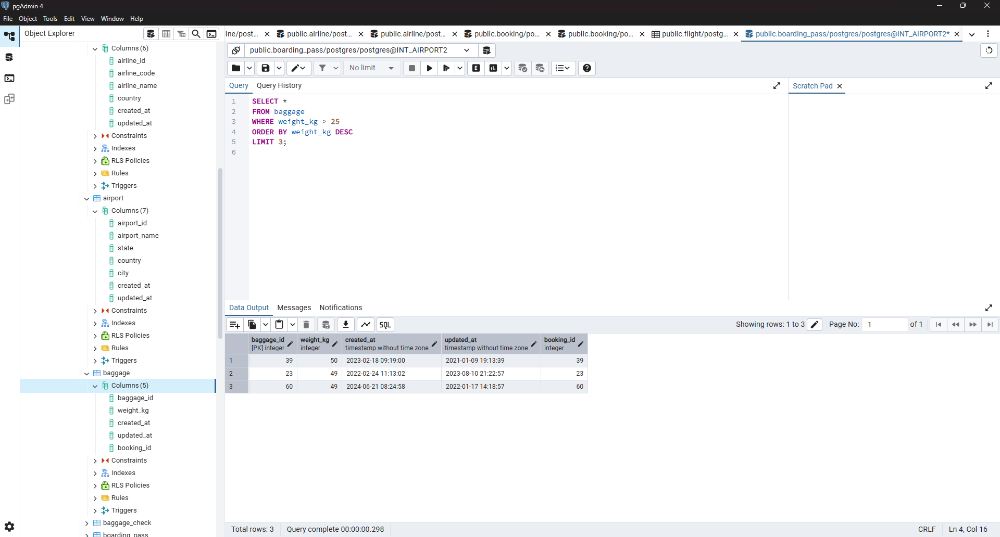 pgAdmin 4
File Object Tools Edit View Window Help
Object Explorer
ine/post... public.airline/post... public.airline/post... public.booking/po... public.booking/po... public.flight/postg... public.boarding_pass/postgres/postgres@INT_AIRPORT2*
public.boarding_pass/postgres/postgres@INT_AIRPORT2
No limit
E
Query Query History
Scratch Pad
1 SELECT *
2 FROM baggage
3 WHERE weight_kg > 25
4 ORDER BY weight_kg DESC
5 LIMIT 3;
6
Columns (6)
airline_id
airline_code
airline_name
country
created_at
updated_at
Constraints
Indexes
RLS Policies
Rules
Triggers
airport
Columns (7)
airport_id
airport_name
state
country
city
created_at
updated_at
Constraints
Indexes
RLS Policies
Rules
Triggers
baggage
Columns (5)
baggage_id
weight_kg
created_at
updated_at
booking_id
Constraints
Indexes
RLS Policies
Rules
Triggers
baggage_check
boarding_pass
Data Output Messages Notifications
SQL
Showing rows: 1 to 3 Page No: 1 of 1
baggage_id weight_kg created_at updated_at booking_id
[PK] integer integer timestamp without time zone timestamp without time zone integer
1 39 50 2023-02-18 09:19:00 2021-01-09 19:13:39 39
2 23 49 2022-02-24 11:13:02 2023-08-10 21:22:57 23
3 60 49 2024-06-21 08:24:58 2022-01-17 14:18:57 60
Total rows: 3 Query complete 00:00:00.298 CRLF Ln 4, Col 16